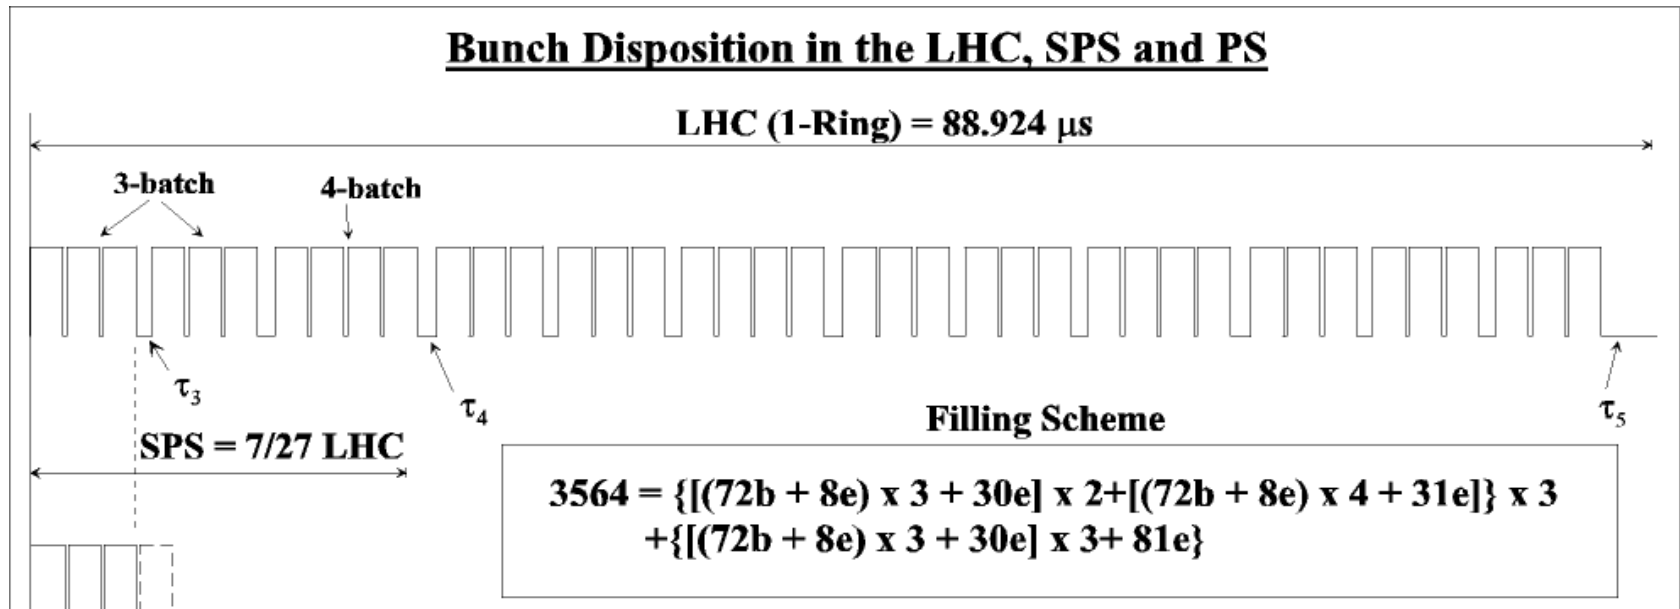 Bunch Disposition in the LHC, SPS and PS
LHC (1-Ring) = 88.924 μs
3-batch
4-batch
τ₃
τ₄
τ₅
Filling Scheme
SPS = 7/27 LHC
3564 = {[(72b + 8e) x 3 + 30e] x 2+[(72b + 8e) x 4 + 31e]} x 3
+{[(72b + 8e) x 3 + 30e] x 3+ 81e}